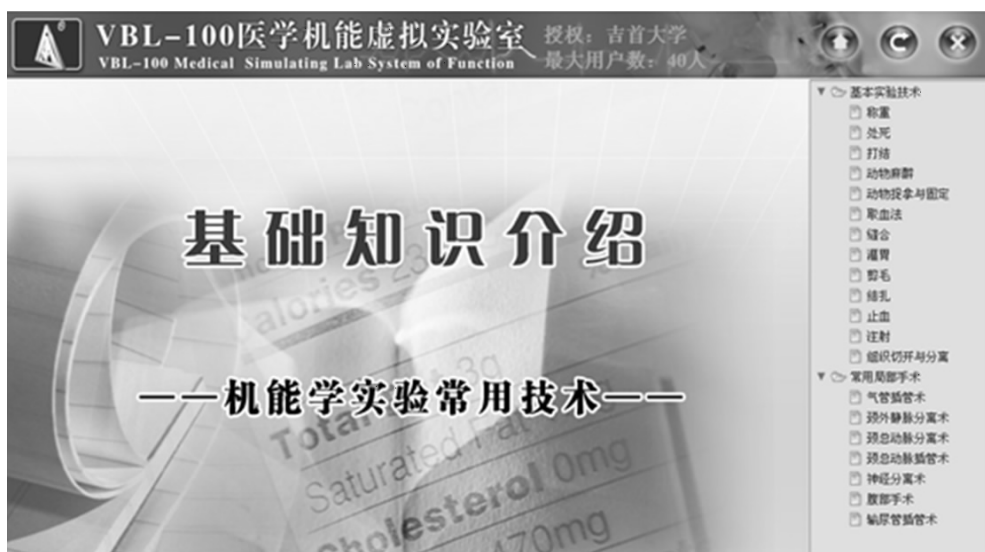 VBL-100医学机能虚拟实验室
VBL-100 Medical Simulating Lab System of Function
授权：吉首大学
最大用户数：40人
基础知识介绍
——机能学实验常用技术——
alories 23
3g
Total
Saturated Fat
Cholesterol 0mg
470mg
基本实验技术
称重
处死
打结
动物麻醉
动物捉拿与固定
取血法
缝合
灌胃
剪毛
结扎
止血
注射
组织切开与分离
常用局部手术
气管插管术
颈外静脉分离术
颈总动脉分离术
颈总动脉插管术
神经分离术
腹部手术
输尿管插管术